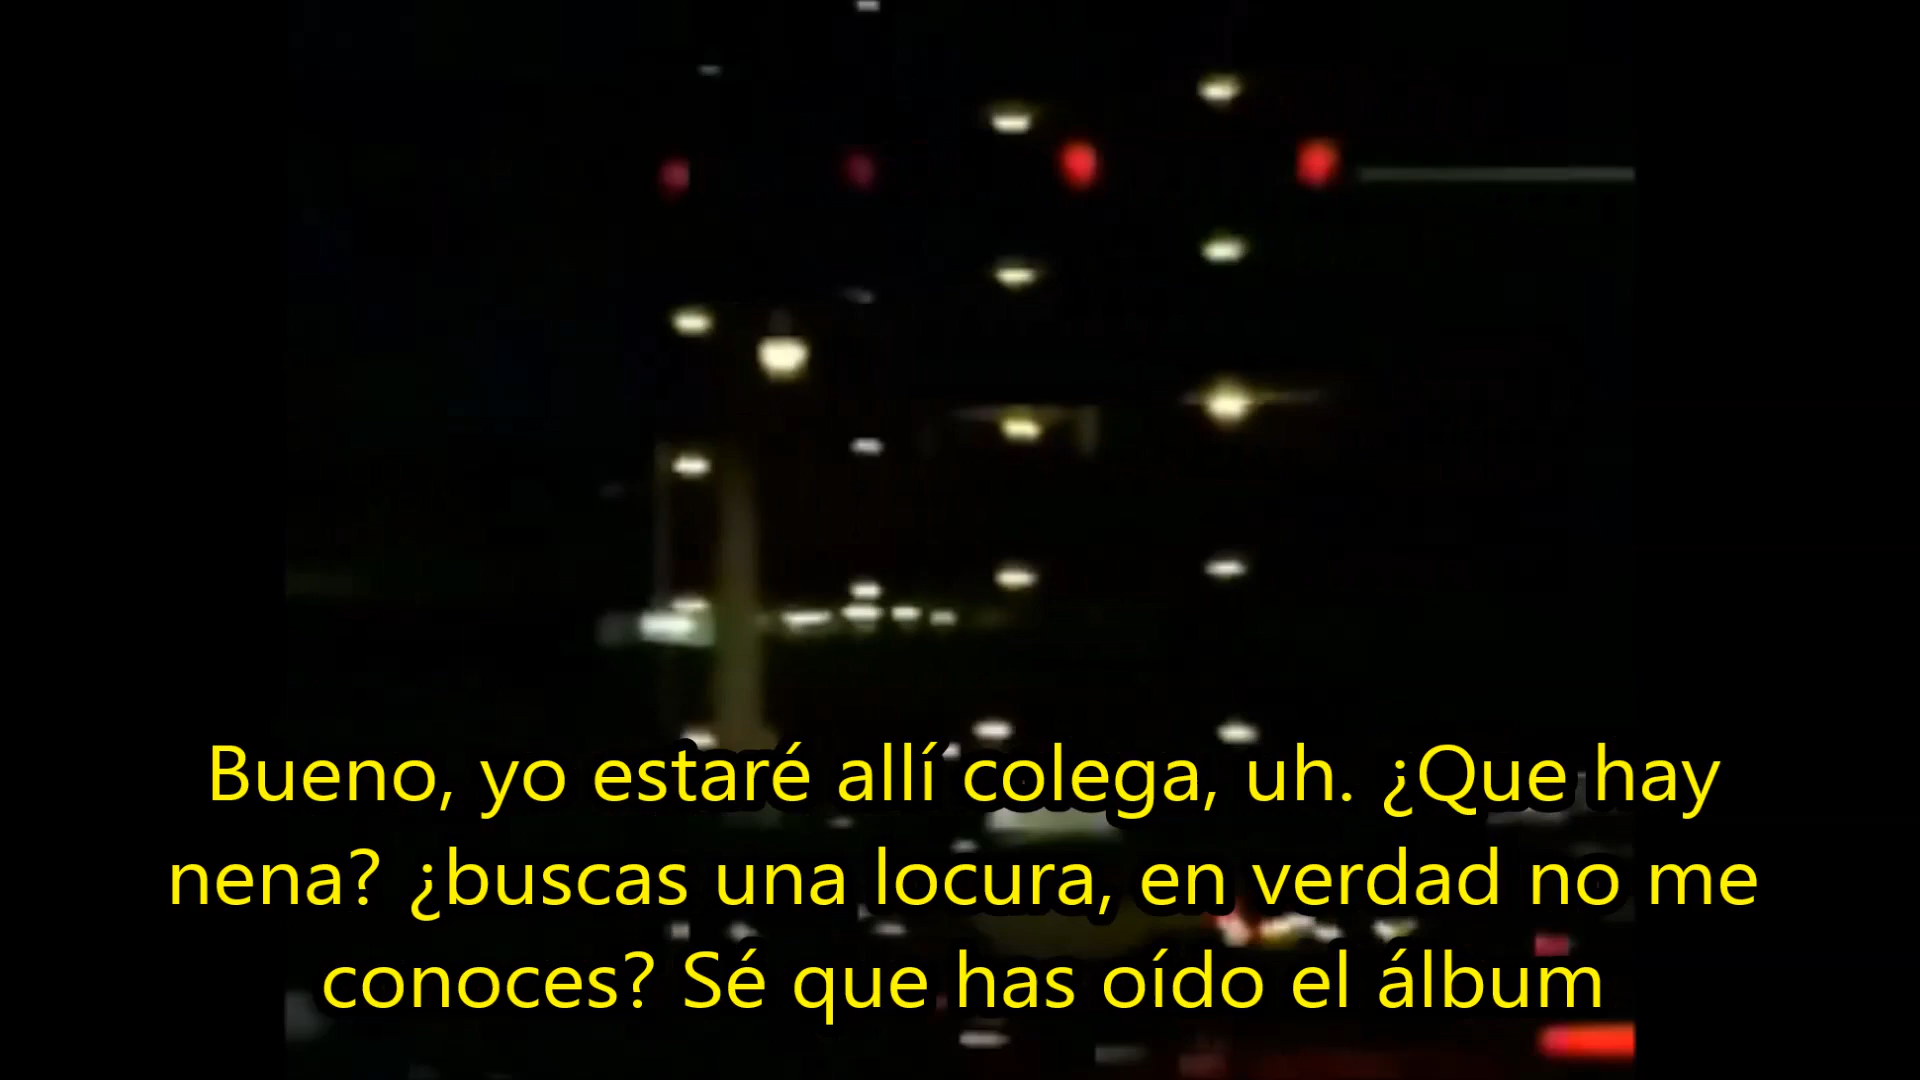 Bueno, yo estaré allí colega, uh. ¿Que hay
nena? ¿buscas una locura, en verdad no me
conoces? Sé que has oído el álbum